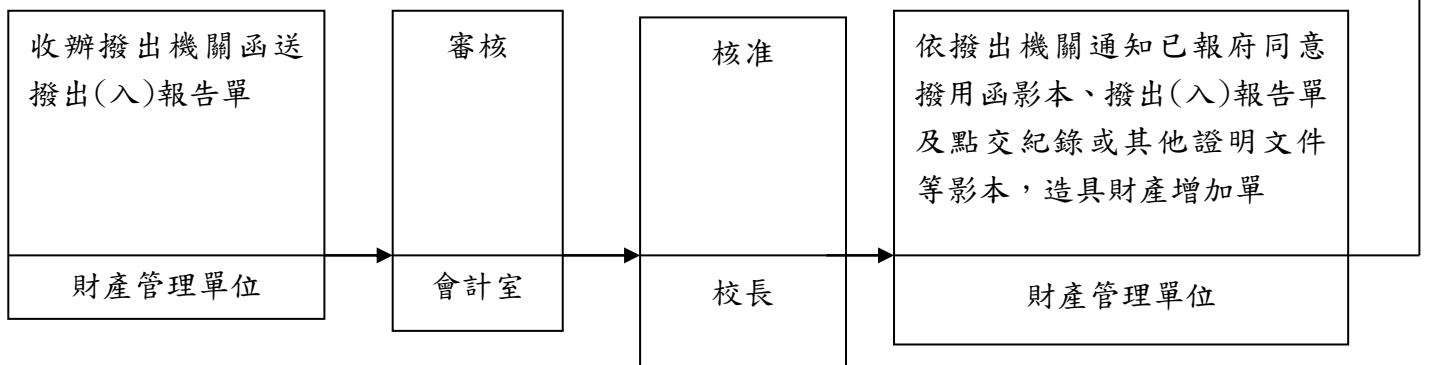 收辦撥出機關函送
撥出(入)報告單
財產管理單位
審核
會計室
核准
校長
依撥出機關通知已報府同意
撥用函影本、撥出(入)報告單
及點交紀錄或其他證明文件
等影本，造具財產增加單
財產管理單位